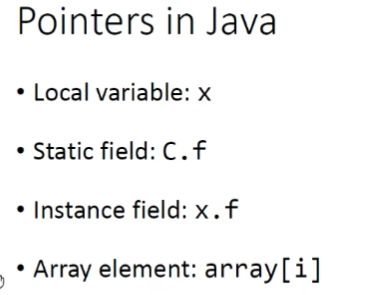 Pointers in Java
• Local variable: x
• Static field: C.f
• Instance field: x.f
• Array element: array[i]